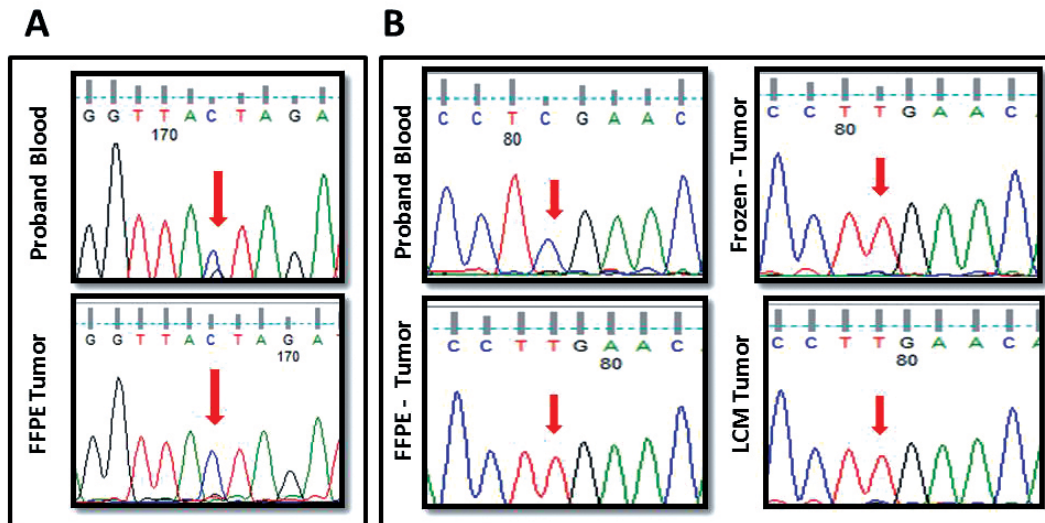 A
B
Proband Blood
G G T T A C T A G A
170
FFPE Tumor
G G T T A C T A G A
170
Proband Blood
C C T C G A A C
80
Frozen - Tumor
C C T T G A A C
80
FFPE - Tumor
C C T T G A A C
80
LCM Tumor
C C T T G A A C A
80